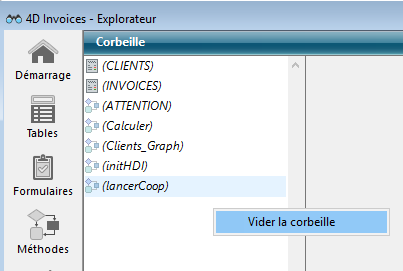 4D Invoices - Explorateur
Corbeille
Démarrage
Tables
Formulaires
Méthodes
(CLIENTS)
(INVOICES)
(ATTENTION)
(Calculer)
(Clients_Graph)
(initHDI)
(lancerCoop)
Vider la corbeille